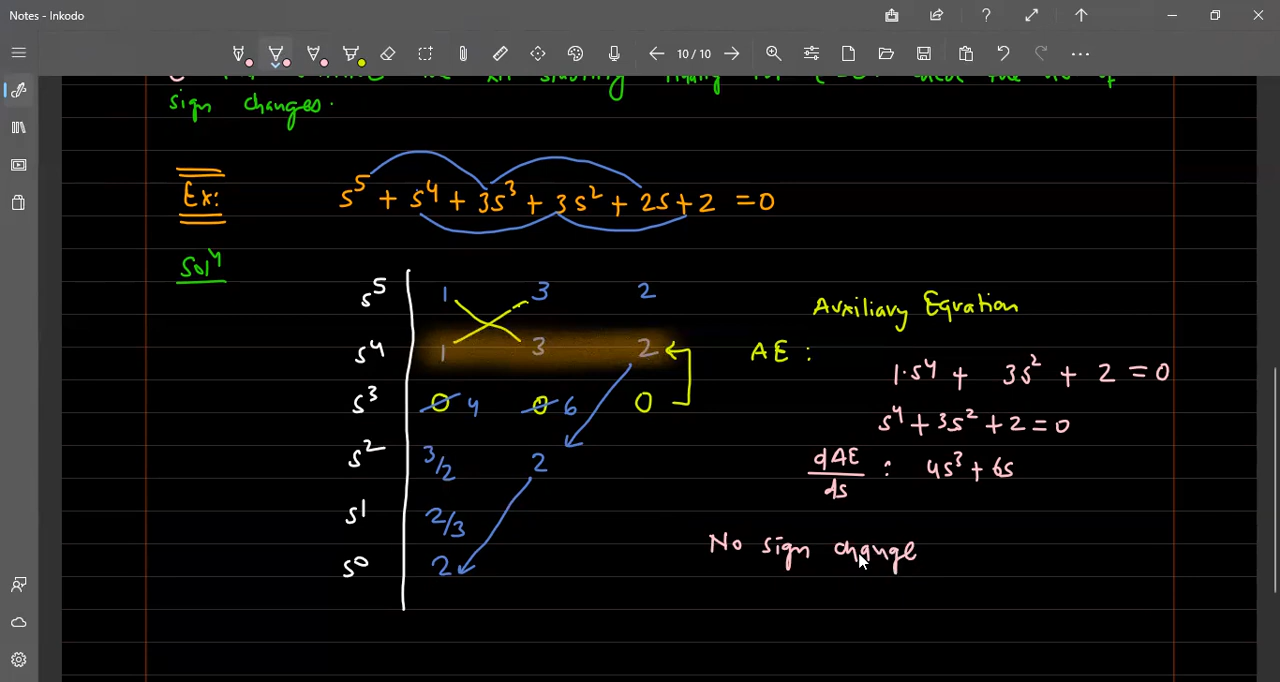 Notes - Inkodo
10 / 10
sign changes.
Ex: s⁵ + s⁴ + 3s³ + 3s² + 2s + 2 = 0
Solⁿ
s⁵ 1 3 2
Auxiliary Equation
s⁴ 1 3 2
AE :
1·s⁴ + 3s² + 2 = 0
s³ 0 4 0 6 0
s⁴ + 3s² + 2 = 0
s² 3/2 2
dAE/ds : 4s³ + 6s
s¹ 2/3
No sign change
s⁰ 2